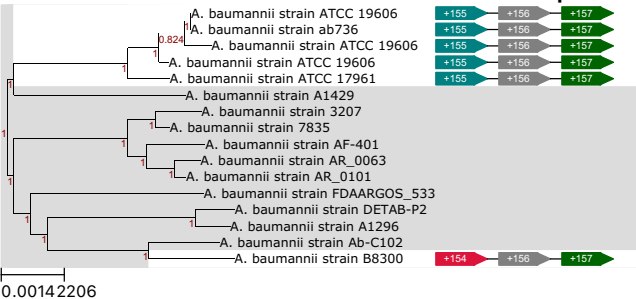 A. baumannii strain ATCC 19606 +155 +156 +157
A. baumannii strain ab736 +155 +156 +157
0.824
A. baumannii strain ATCC 19606 +155 +156 +157
1
A. baumannii strain ATCC 19606 +155 +156 +157
1
A. baumannii strain ATCC 17961 +155 +156 +157
1
A. baumannii strain A1429
A. baumannii strain 3207
1
A. baumannii strain 7835
1
1
A. baumannii strain AF-401
1
A. baumannii strain AR_0063
1
A. baumannii strain AR_0101
1
A. baumannii strain FDAARGOS_533
1
A. baumannii strain DETAB-P2
1
A. baumannii strain A1296
1
A. baumannii strain Ab-C102
1
A. baumannii strain B8300 +154 +156 +157
0.00142206